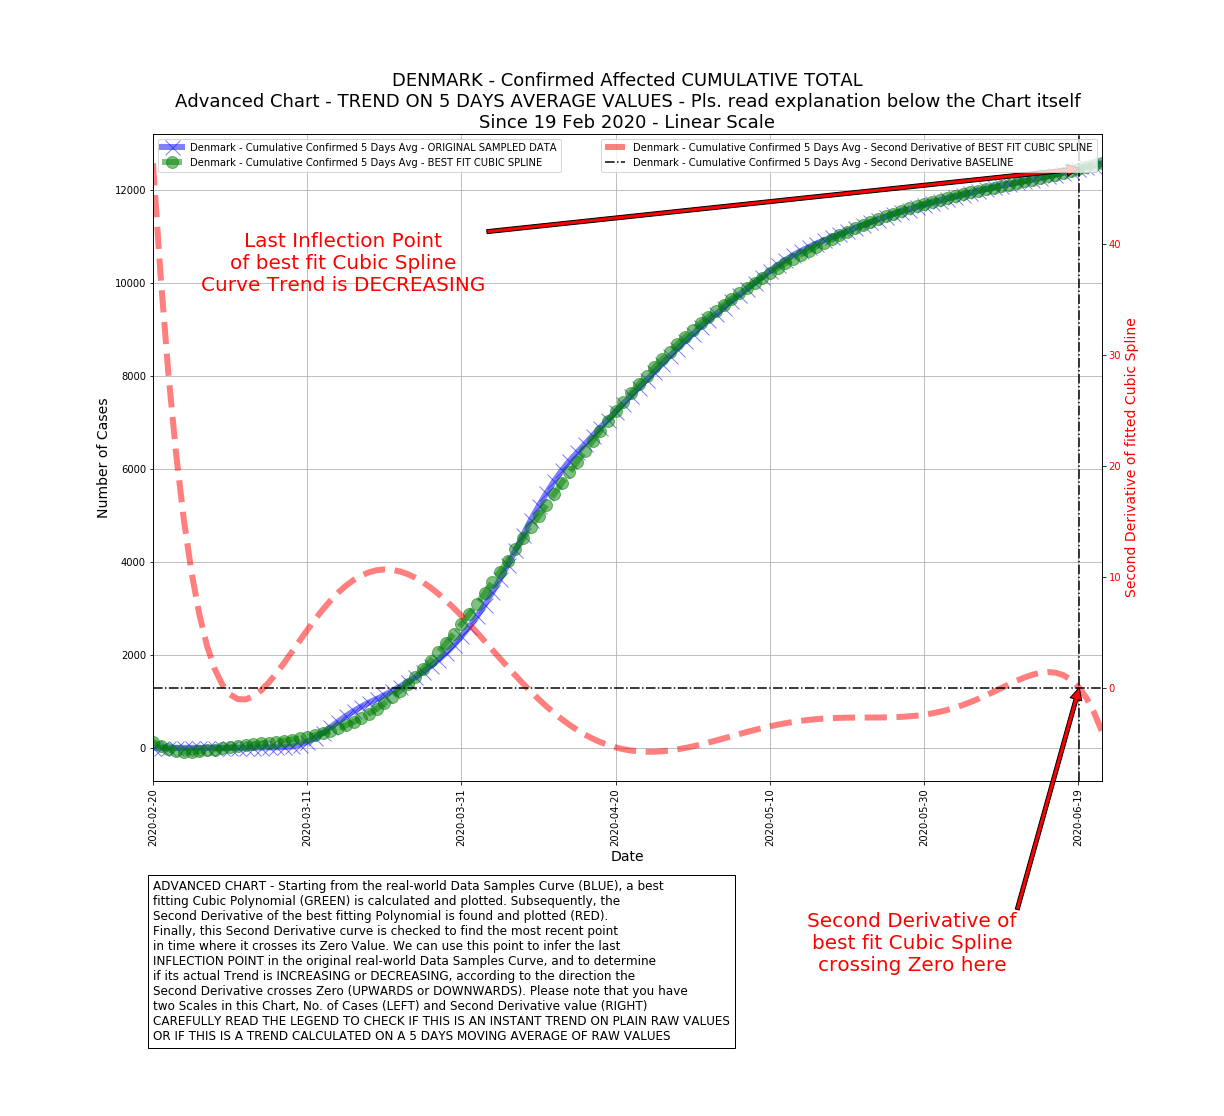 DENMARK - Confirmed Affected CUMULATIVE TOTAL
Advanced Chart - TREND ON 5 DAYS AVERAGE VALUES - Pls. read explanation below the Chart itself
Since 19 Feb 2020 - Linear Scale
Denmark - Cumulative Confirmed 5 Days Avg - ORIGINAL SAMPLED DATA
Denmark - Cumulative Confirmed 5 Days Avg - BEST FIT CUBIC SPLINE
Denmark - Cumulative Confirmed 5 Days Avg - Second Derivative of BEST FIT CUBIC SPLINE
Denmark - Cumulative Confirmed 5 Days Avg - Second Derivative BASELINE
Last Inflection Point
of best fit Cubic Spline
Curve Trend is DECREASING
Number of Cases
12000
10000
8000
6000
4000
2000
0
40
30
20
10
0
Second Derivative of fitted Cubic Spline
2020-02-20
2020-03-11
2020-03-31
2020-04-20
2020-05-10
2020-05-30
2020-06-19
Date
ADVANCED CHART - Starting from the real-world Data Samples Curve (BLUE), a best
fitting Cubic Polynomial (GREEN) is calculated and plotted. Subsequently, the
Second Derivative of the best fitting Polynomial is found and plotted (RED).
Finally, this Second Derivative curve is checked to find the most recent point
in time where it crosses its Zero Value. We can use this point to infer the last
INFLECTION POINT in the original real-world Data Samples Curve, and to determine
if its actual Trend is INCREASING or DECREASING, according to the direction the
Second Derivative crosses Zero (UPWARDS or DOWNWARDS). Please note that you have
two Scales in this Chart, No. of Cases (LEFT) and Second Derivative value (RIGHT)
CAREFULLY READ THE LEGEND TO CHECK IF THIS IS AN INSTANT TREND ON PLAIN RAW VALUES
OR IF THIS IS A TREND CALCULATED ON A 5 DAYS MOVING AVERAGE OF RAW VALUES
Second Derivative of
best fit Cubic Spline
crossing Zero here